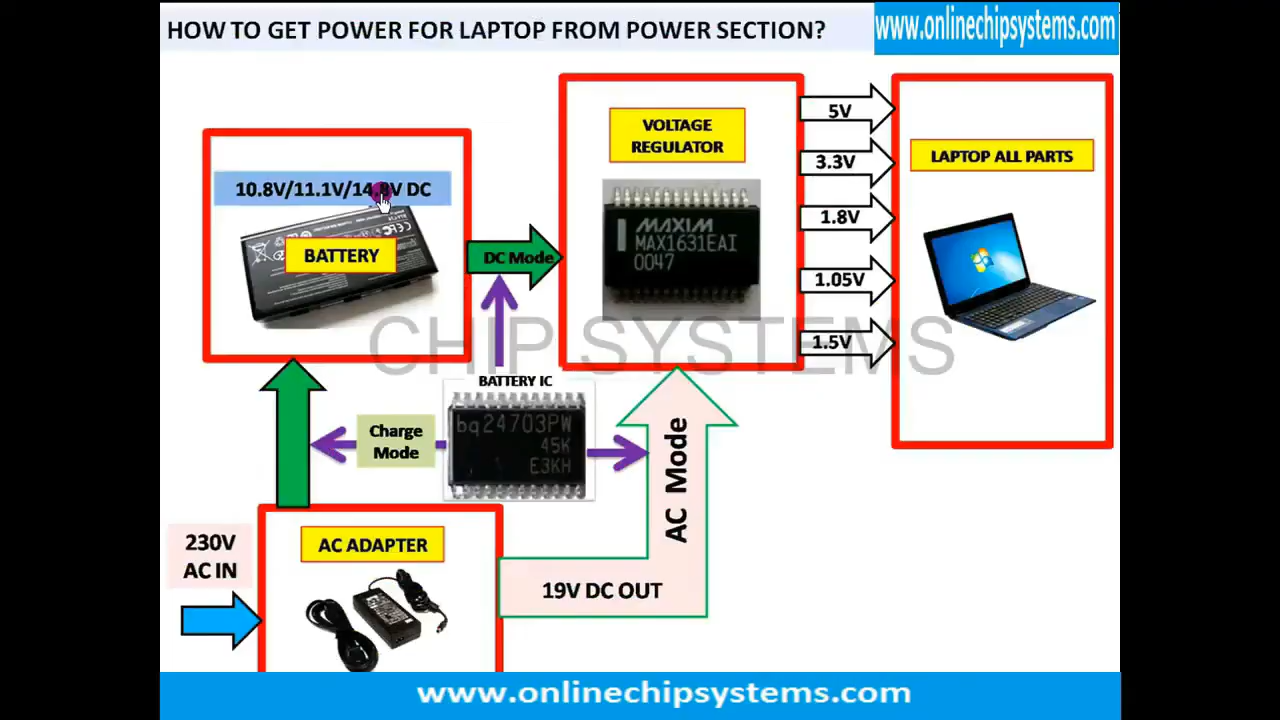 HOW TO GET POWER FOR LAPTOP FROM POWER SECTION?
www.onlinechipsystems.com
VOLTAGE
REGULATOR
MAXIM
MAX1631EAI
0047
5V
3.3V
1.8V
1.05V
1.5V
LAPTOP ALL PARTS
10.8V/11.1V/14.8V DC
BATTERY
DC Mode
CHIP SYSTEMS
BATTERY IC
bq24703PW
45K
E3KH
Charge
Mode
AC Mode
230V
AC IN
AC ADAPTER
19V DC OUT
www.onlinechipsystems.com